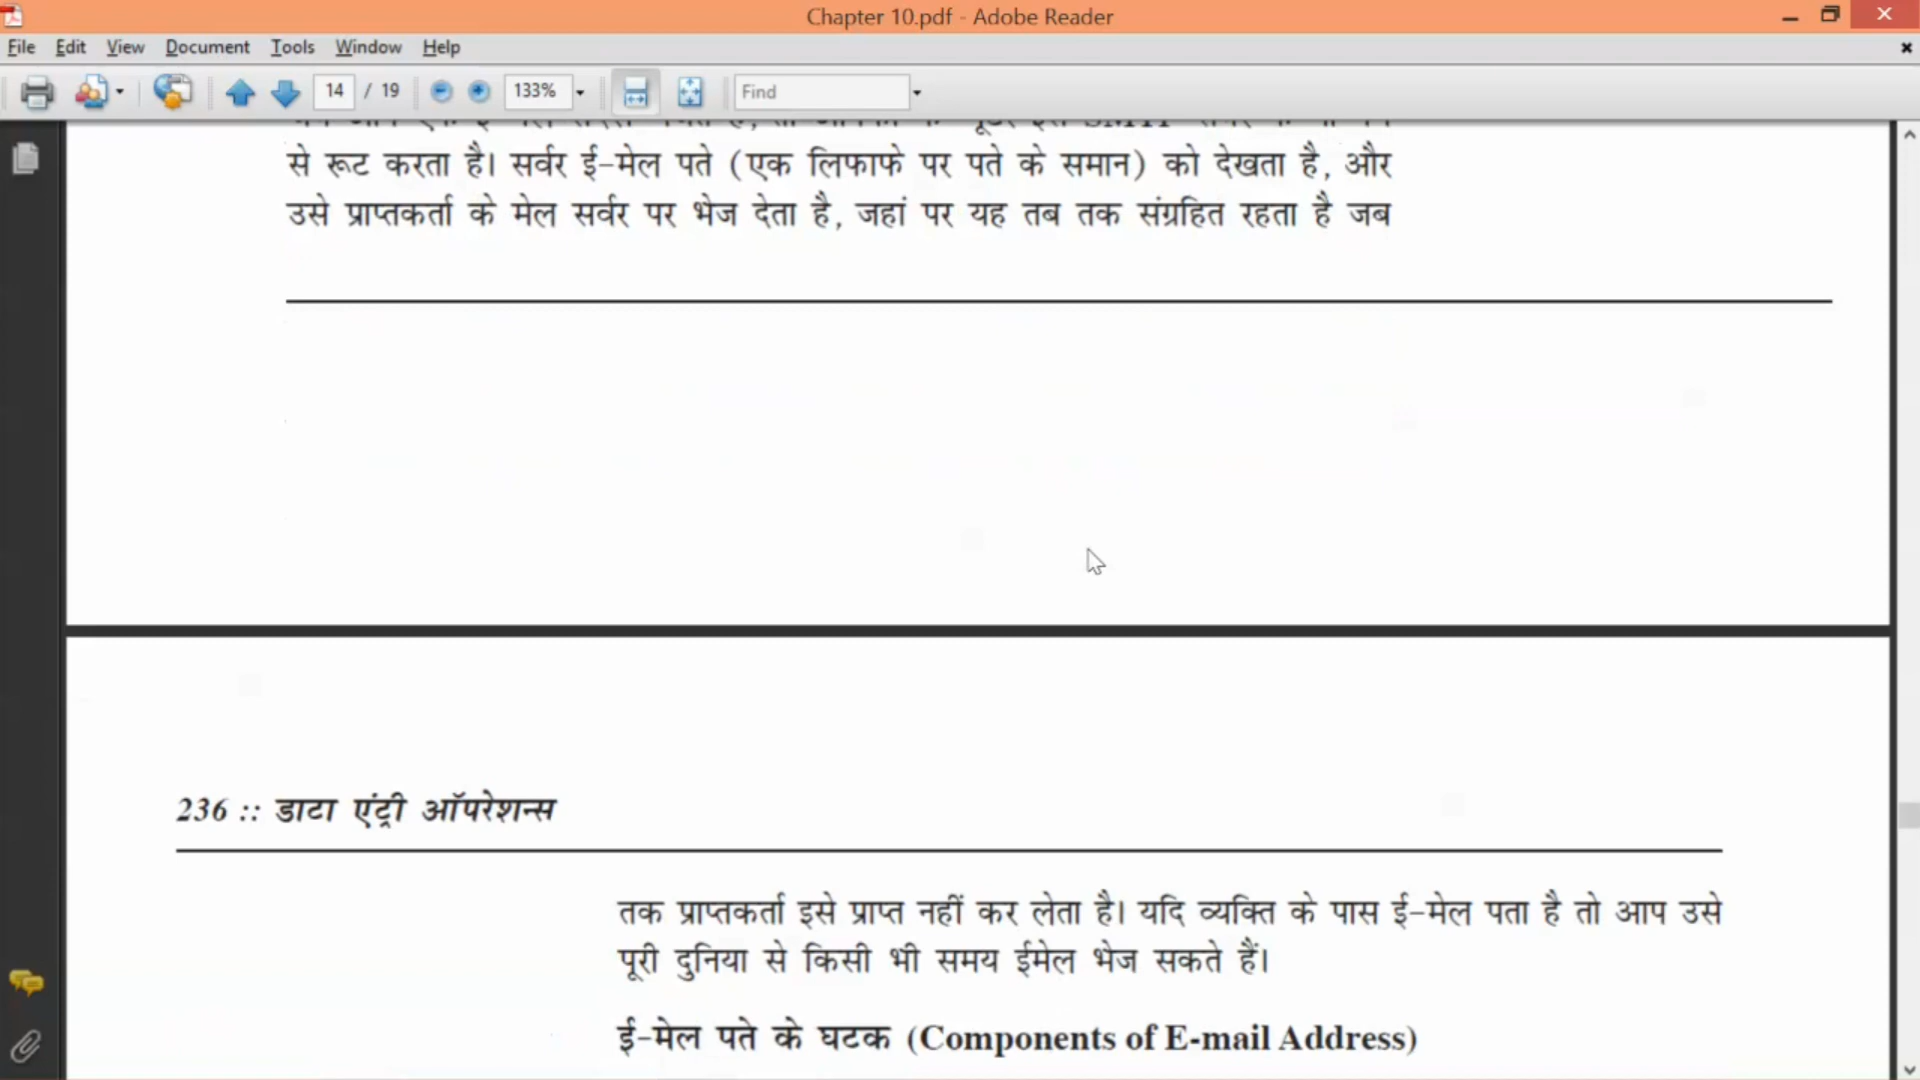 Chapter 10.pdf - Adobe Reader
File Edit View Document Tools Window Help
14 / 19 133% Find
से रूट करता है। सर्वर ई-मेल पते (एक लिफाफे पर पते के समान) को देखता है, और
उसे प्राप्तकर्ता के मेल सर्वर पर भेज देता है, जहां पर यह तब तक संग्रहित रहता है जब
236 :: डाटा एंट्री ऑपरेशन्स
तक प्राप्तकर्ता इसे प्राप्त नहीं कर लेता है। यदि व्यक्ति के पास ई-मेल पता है तो आप उसे
पूरी दुनिया से किसी भी समय ईमेल भेज सकते हैं।
ई-मेल पते के घटक (Components of E-mail Address)